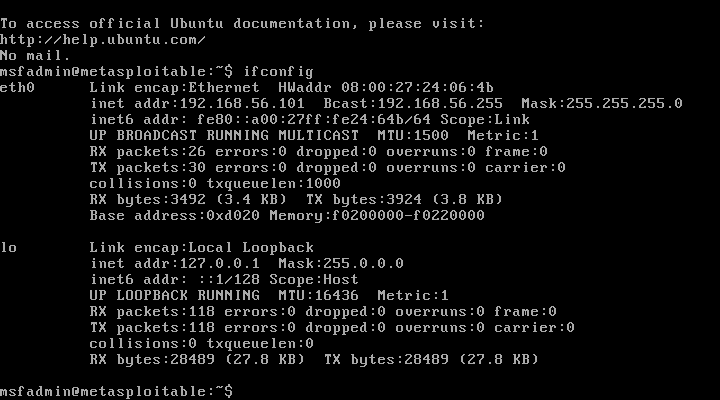 To access official Ubuntu documentation, please visit:
http://help.ubuntu.com/
No mail.
msfadmin@metasploitable:~$ ifconfig
eth0      Link encap:Ethernet  HWaddr 08:00:27:24:06:4b
          inet addr:192.168.56.101  Bcast:192.168.56.255  Mask:255.255.255.0
          inet6 addr: fe80::a00:27ff:fe24:64b/64 Scope:Link
          UP BROADCAST RUNNING MULTICAST  MTU:1500  Metric:1
          RX packets:26 errors:0 dropped:0 overruns:0 frame:0
          TX packets:30 errors:0 dropped:0 overruns:0 carrier:0
          collisions:0 txqueuelen:1000
          RX bytes:3492 (3.4 KB)  TX bytes:3924 (3.8 KB)
          Base address:0xd020 Memory:f0200000-f0220000
lo        Link encap:Local Loopback
          inet addr:127.0.0.1  Mask:255.0.0.0
          inet6 addr: ::1/128 Scope:Host
          UP LOOPBACK RUNNING  MTU:16436  Metric:1
          RX packets:118 errors:0 dropped:0 overruns:0 frame:0
          TX packets:118 errors:0 dropped:0 overruns:0 carrier:0
          collisions:0 txqueuelen:0
          RX bytes:28489 (27.8 KB)  TX bytes:28489 (27.8 KB)
msfadmin@metasploitable:~$